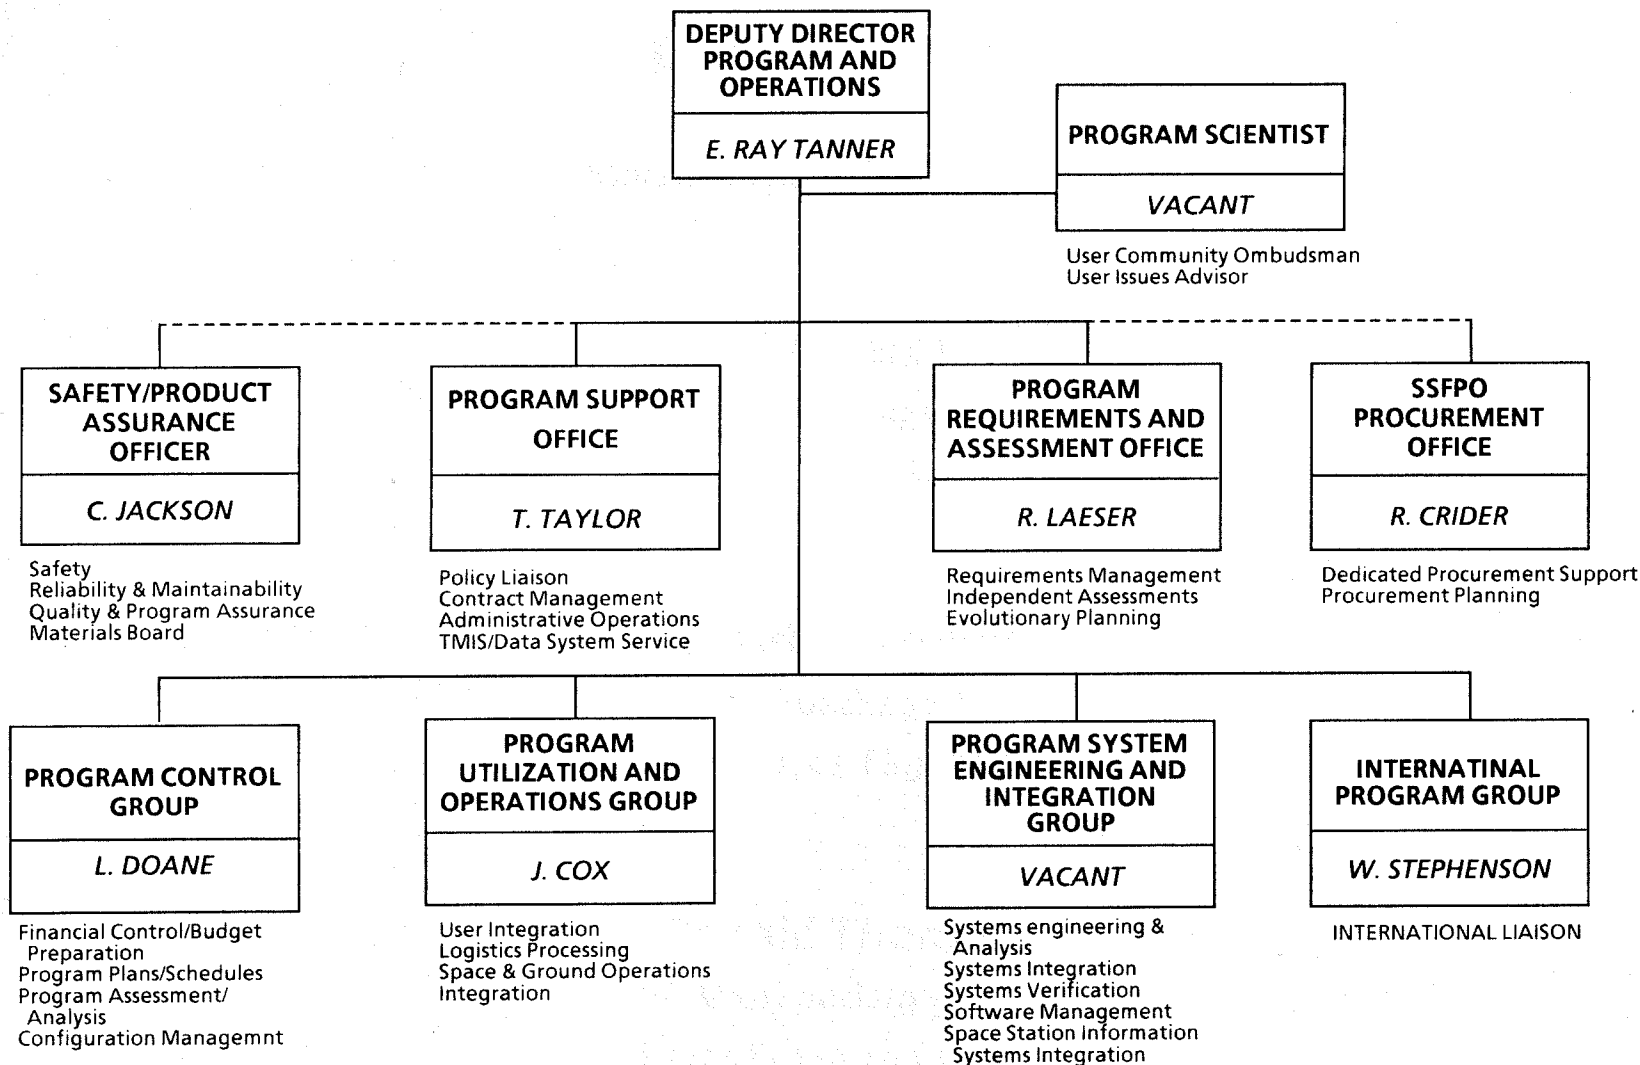 DEPUTY DIRECTOR
PROGRAM AND
OPERATIONS
E. RAY TANNER
PROGRAM SCIENTIST
VACANT
User Community Ombudsman
User Issues Advisor
SAFETY/PRODUCT
ASSURANCE
OFFICER
C. JACKSON
Safety
Reliability & Maintainability
Quality & Program Assurance
Materials Board
PROGRAM SUPPORT
OFFICE
T. TAYLOR
Policy Liaison
Contract Management
Administrative Operations
TMIS/Data System Service
PROGRAM
REQUIREMENTS AND
ASSESSMENT OFFICE
R. LAESER
Requirements Management
Independent Assessments
Evolutionary Planning
SSFPO
PROCUREMENT
OFFICE
R. CRIDER
Dedicated Procurement Support
Procurement Planning
PROGRAM CONTROL
GROUP
L. DOANE
Financial Control/Budget
Preparation
Program Plans/Schedules
Program Assessment/
Analysis
Configuration Managemnt
PROGRAM
UTILIZATION AND
OPERATIONS GROUP
J. COX
User Integration
Logistics Processing
Space & Ground Operations
Integration
PROGRAM SYSTEM
ENGINEERING AND
INTEGRATION
GROUP
VACANT
Systems engineering &
Analysis
Systems Integration
Systems Verification
Software Management
Space Station Information
Systems Integration
INTERNATINAL
PROGRAM GROUP
W. STEPHENSON
INTERNATIONAL LIAISON